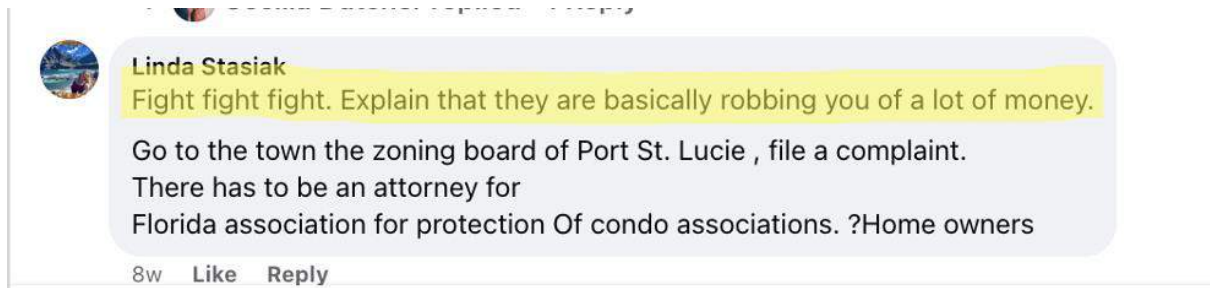 Linda Stasiak
Fight fight fight. Explain that they are basically robbing you of a lot of money.
Go to the town the zoning board of Port St. Lucie , file a complaint.
There has to be an attorney for
Florida association for protection Of condo associations. ?Home owners
8w Like Reply